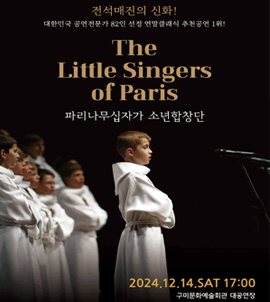 전석매진의 신화!
대한민국 공연전문가 82인 선정 연말클래식 추천공연 1위!
The
Little Singers
of Paris
파리나무십자가 소년합창단
2024.12.14.SAT 17:00
구미문화예술회관 대공연장